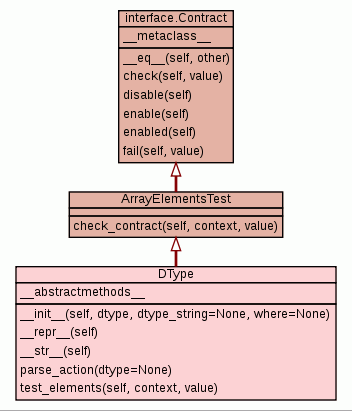 interface.Contract
__metaclass__
__eq__(self, other)
check(self, value)
disable(self)
enable(self)
enabled(self)
fail(self, value)
ArrayElementsTest
check_contract(self, context, value)
DType
__abstractmethods__
__init__(self, dtype, dtype_string=None, where=None)
__repr__(self)
__str__(self)
parse_action(dtype=None)
test_elements(self, context, value)